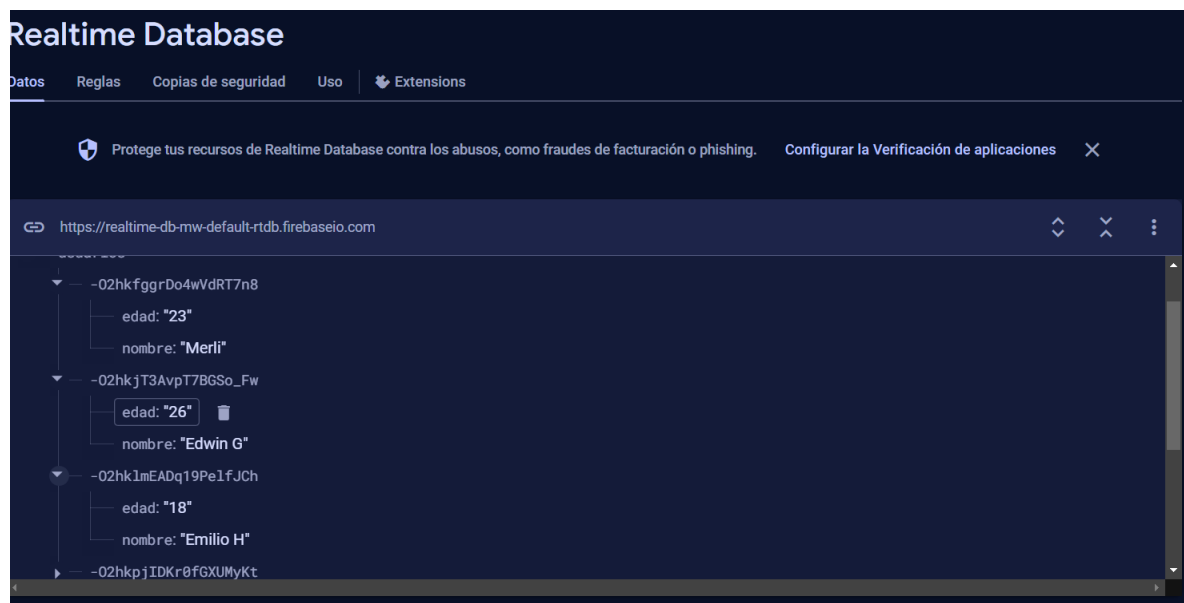 Realtime Database
Datos Reglas Copias de seguridad Uso Extensions
Protege tus recursos de Realtime Database contra los abusos, como fraudes de facturación o phishing. Configurar la Verificación de aplicaciones
https://realtime-db-mw-default-rtdb.firebaseio.com
-O2hkfggrDo4wVdRT7n8
edad: "23"
nombre: "Merli"
-O2hkjT3AvpT7BGSo_Fw
edad: "26"
nombre: "Edwin G"
-O2hklmEADq19PelfJCh
edad: "18"
nombre: "Emilio H"
-O2hkpjIDKr0fGXUMyKt